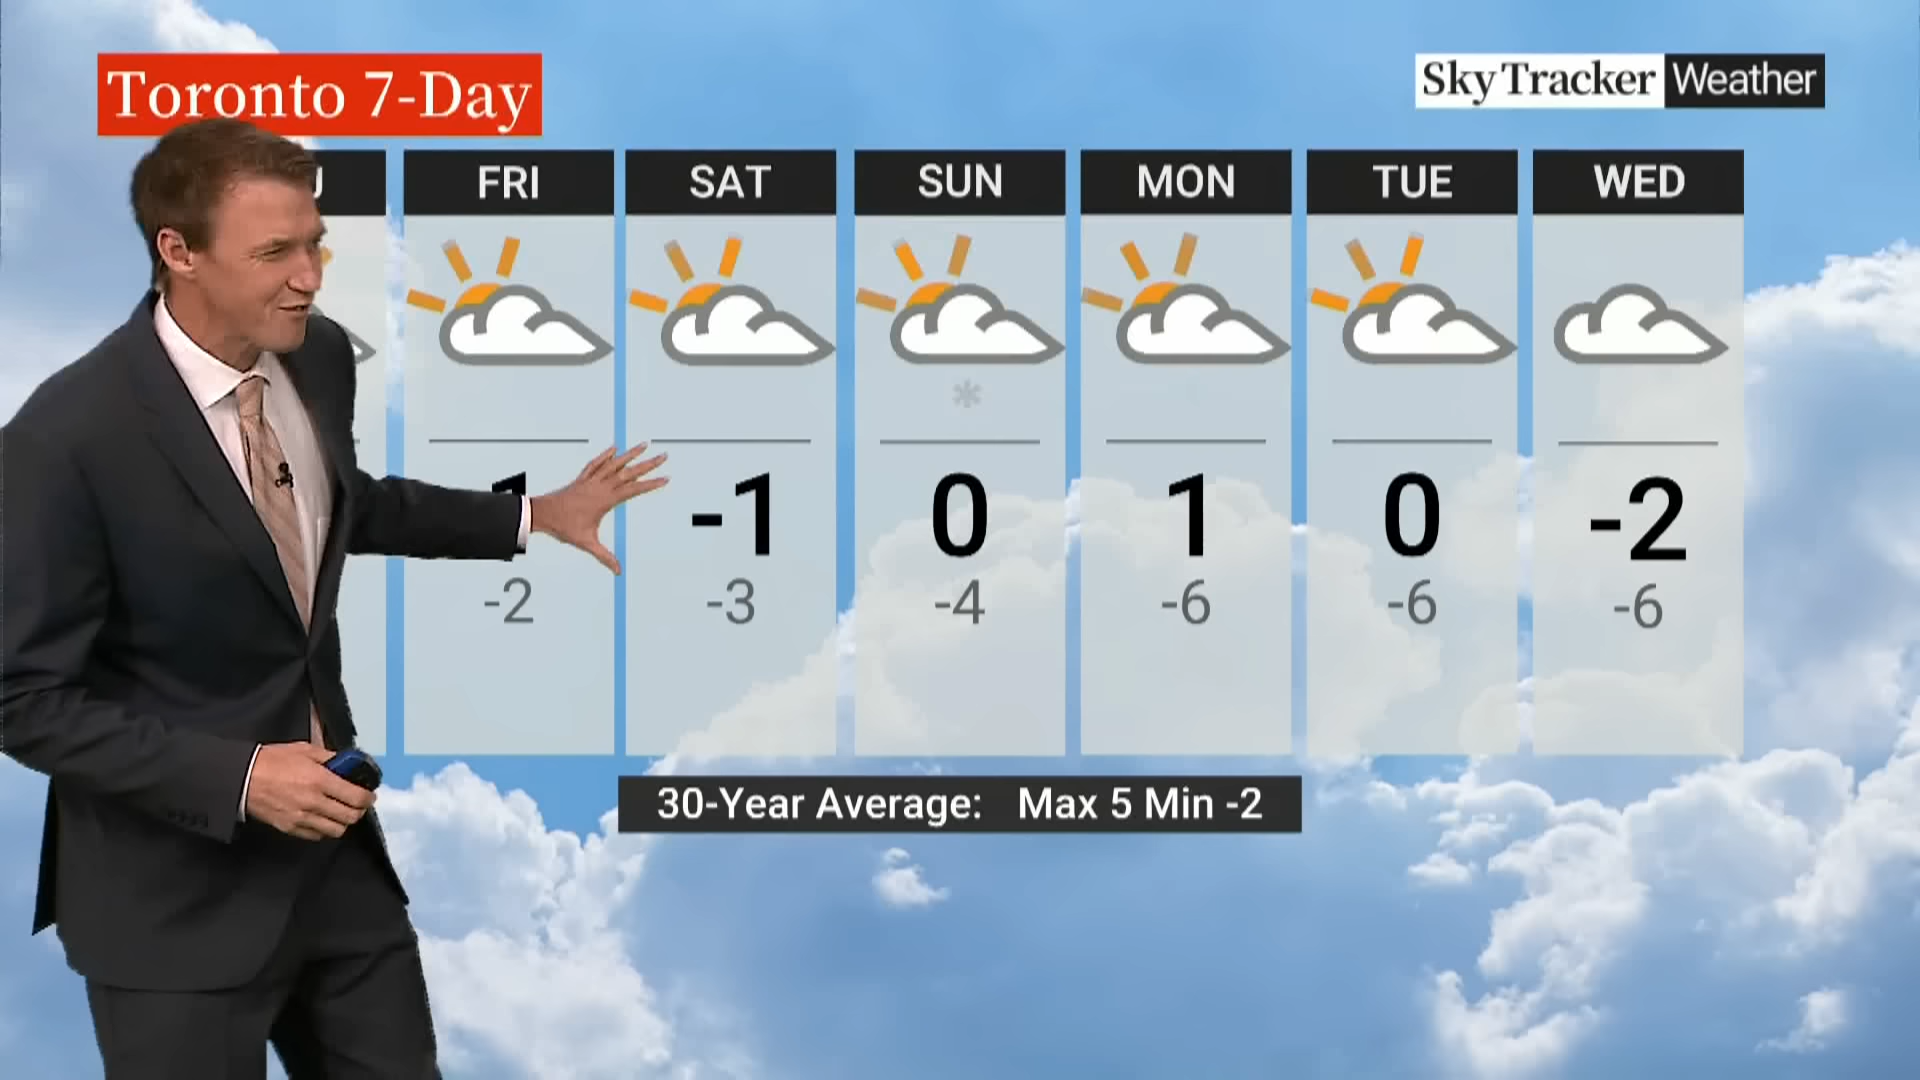 Toronto 7-Day
SkyTracker Weather
FRI SAT SUN MON TUE WED
1 -1 0 1 0 -2
-2 -3 -4 -6 -6 -6
30-Year Average: Max 5 Min -2